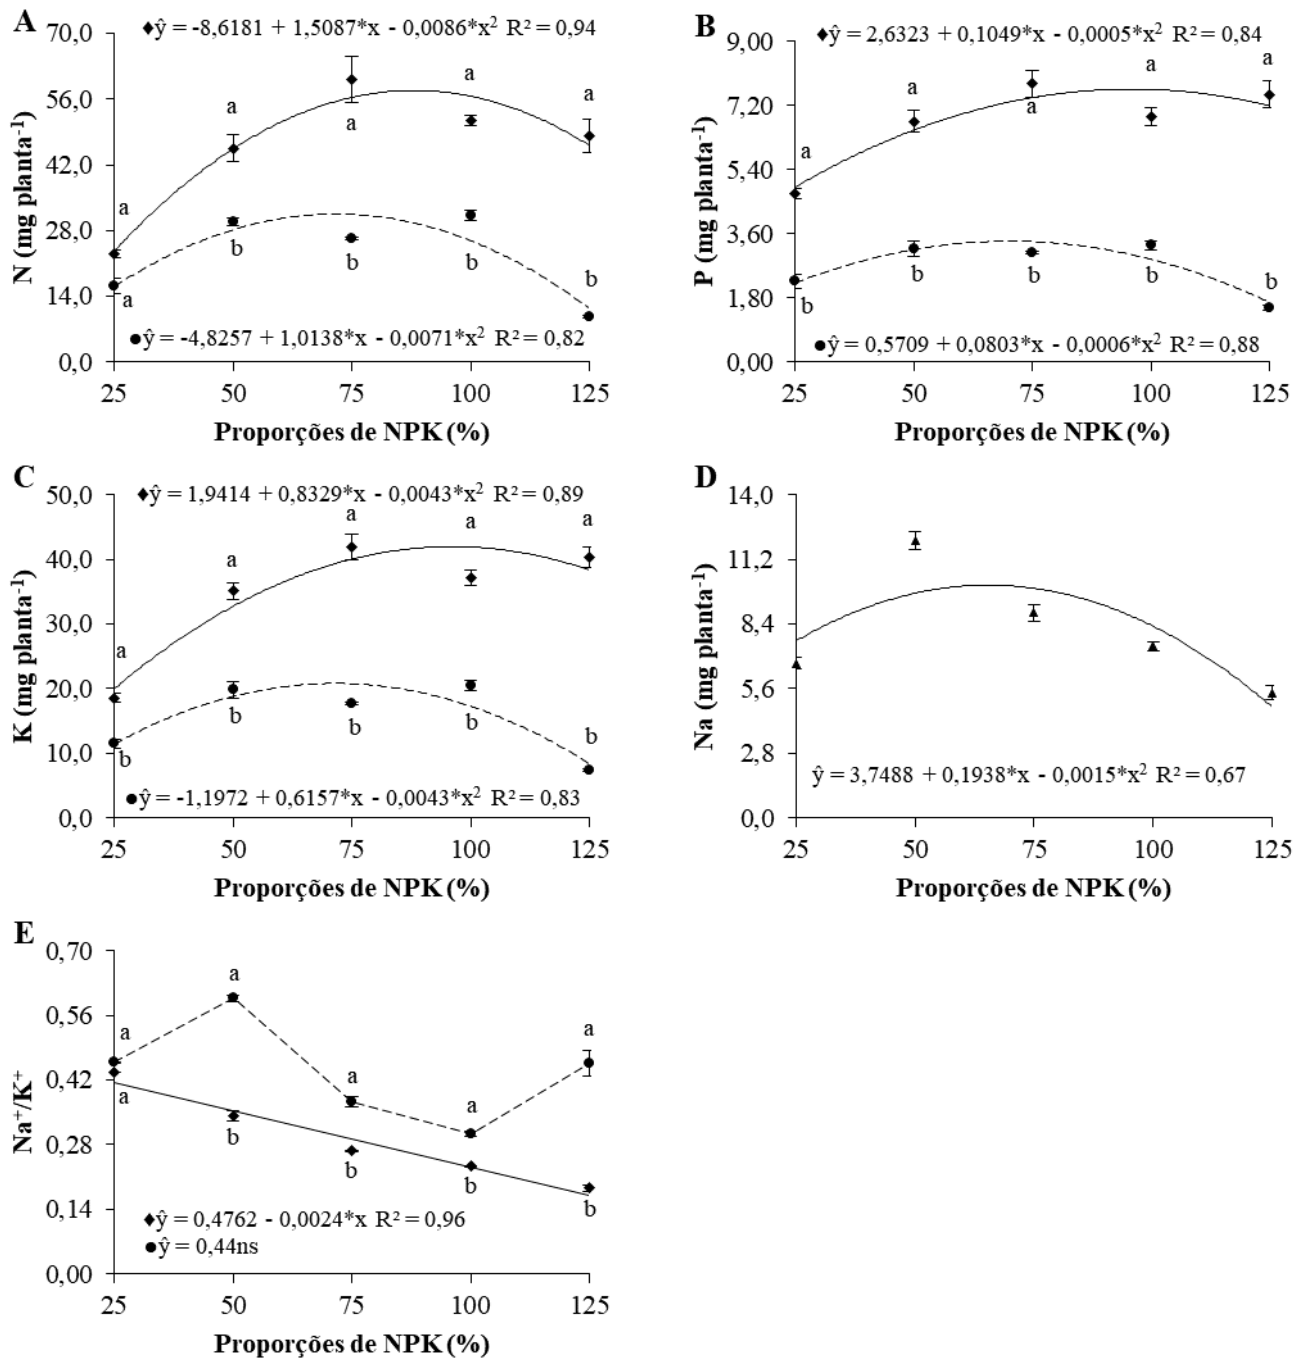 A
♦ŷ = -8,6181 + 1,5087*x - 0,0086*x² R² = 0,94
70,0
56,0
42,0
28,0
14,0
0,0
N (mg planta⁻¹)
a
a
a
a
a
a
b
b
b
b
●ŷ = -4,8257 + 1,0138*x - 0,0071*x² R² = 0,82
25 50 75 100 125
Proporções de NPK (%)
B
♦ŷ = 2,6323 + 0,1049*x - 0,0005*x² R² = 0,84
9,00
7,20
5,40
3,60
1,80
0,00
P (mg planta⁻¹)
a
a
a
a
a
b
b
b
b
b
●ŷ = 0,5709 + 0,0803*x - 0,0006*x² R² = 0,88
25 50 75 100 125
Proporções de NPK (%)
C
♦ŷ = 1,9414 + 0,8329*x - 0,0043*x² R² = 0,89
50,0
40,0
30,0
20,0
10,0
0,0
K (mg planta⁻¹)
a
a
a
a
a
b
b
b
b
b
●ŷ = -1,1972 + 0,6157*x - 0,0043*x² R² = 0,83
25 50 75 100 125
Proporções de NPK (%)
D
14,0
11,2
8,4
5,6
2,8
0,0
Na (mg planta⁻¹)
ŷ = 3,7488 + 0,1938*x - 0,0015*x² R² = 0,67
25 50 75 100 125
Proporções de NPK (%)
E
0,70
0,56
0,42
0,28
0,14
0,00
Na⁺/K⁺
a
a
a
a
a
a
b
b
b
b
♦ŷ = 0,4762 - 0,0024*x R² = 0,96
●ŷ = 0,44ns
25 50 75 100 125
Proporções de NPK (%)